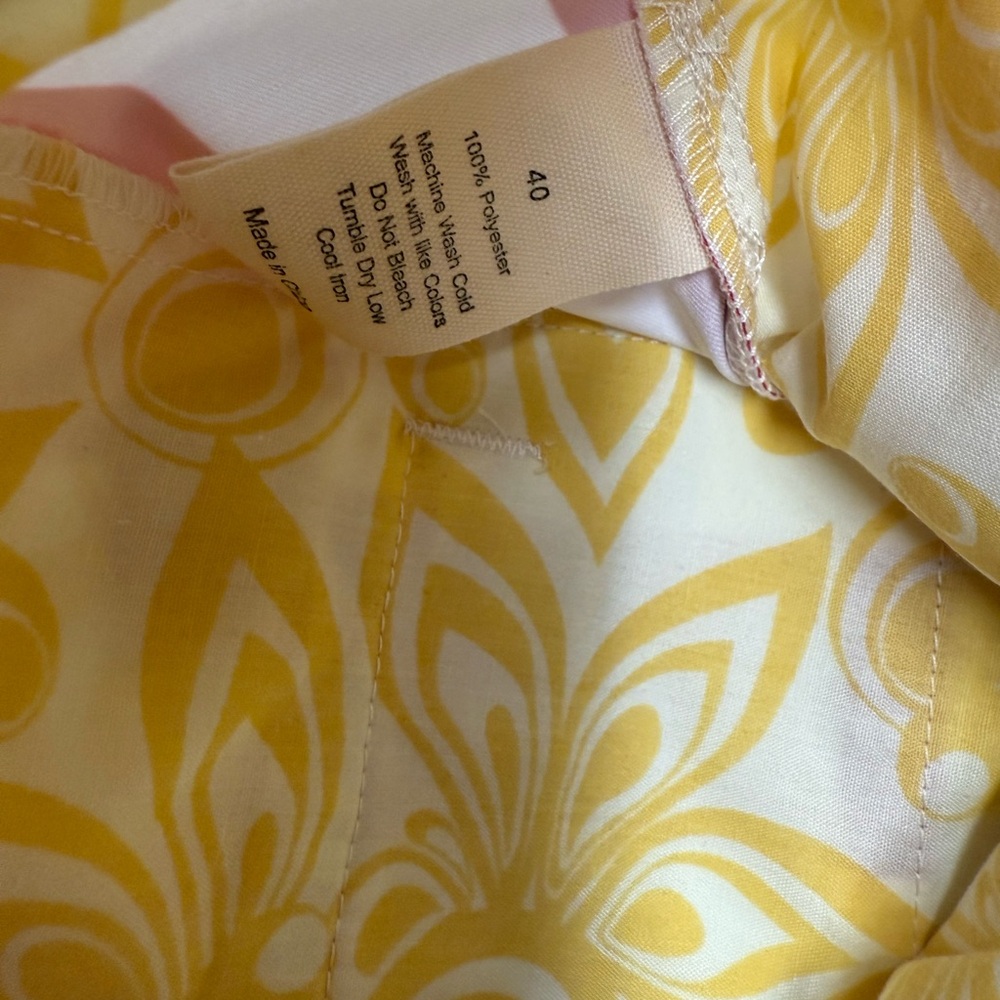 40
100% Polyester
Machine Wash Cold
Wash with like Colors
Do Not Bleach
Tumble Dry Low
Cool Iron
Made In